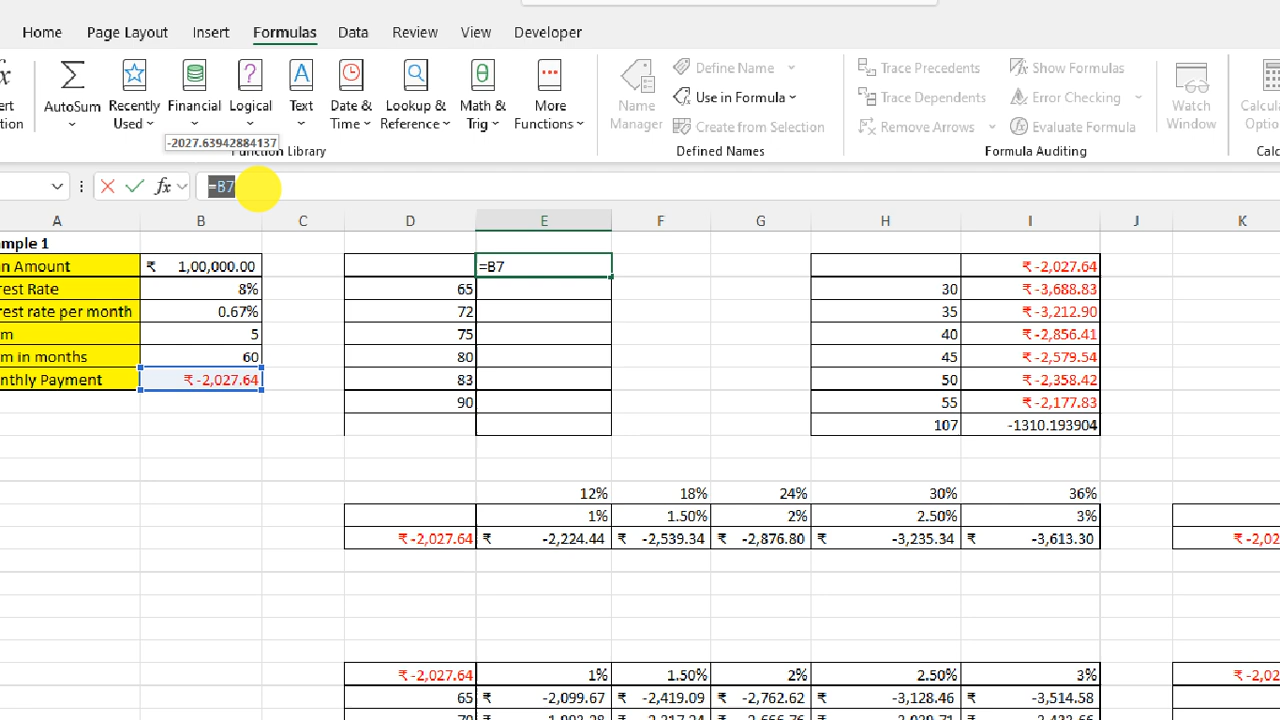 Home Page Layout Insert Formulas Data Review View Developer
AutoSum Recently Used Financial Logical Text Date & Time Lookup & Reference Math & Trig More Functions
Name Manager Define Name Use in Formula Create from Selection
Trace Precedents Trace Dependents Remove Arrows Show Formulas Error Checking Evaluate Formula
Watch Window
-2027.63942884137
Function Library Defined Names Formula Auditing
fx =B7
A B C D E F G H I J K
mple 1
n Amount ₹ 1,00,000.00 =B7 ₹ -2,027.64
rest Rate 8% 65 30 ₹ -3,688.83
rest rate per month 0.67% 72 35 ₹ -3,212.90
m 5 75 40 ₹ -2,856.41
m in months 60 80 45 ₹ -2,579.54
nthly Payment ₹ -2,027.64 83 50 ₹ -2,358.42
90 55 ₹ -2,177.83
107 -1310.193904
12% 18% 24% 30% 36%
1% 1.50% 2% 2.50% 3%
₹ -2,027.64 ₹ -2,224.44 ₹ -2,539.34 ₹ -2,876.80 ₹ -3,235.34 ₹ -3,613.30 ₹ -2,02
₹ -2,027.64 1% 1.50% 2% 2.50% 3% ₹ -2,02
65 ₹ -2,099.67 ₹ -2,419.09 ₹ -2,762.62 ₹ -3,128.46 ₹ -3,514.58